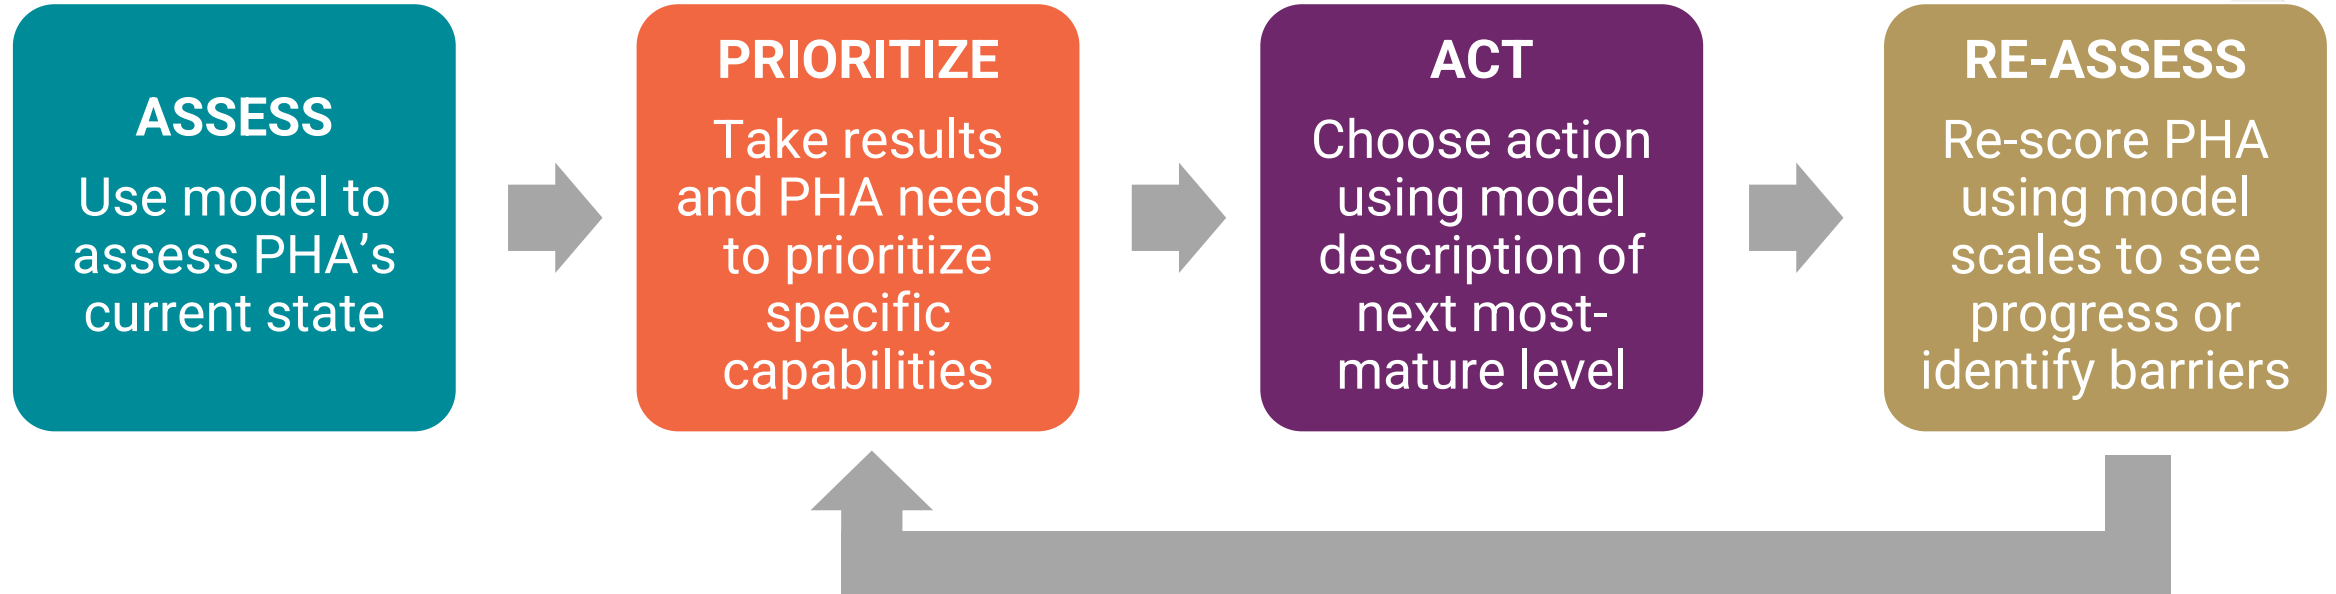 ASSESS
Use model to
assess PHA’s
current state
PRIORITIZE
Take results
and PHA needs
to prioritize
specific
capabilities
ACT
Choose action
using model
description of
next most-
mature level
RE-ASSESS
Re-score PHA
using model
scales to see
progress or
identify barriers